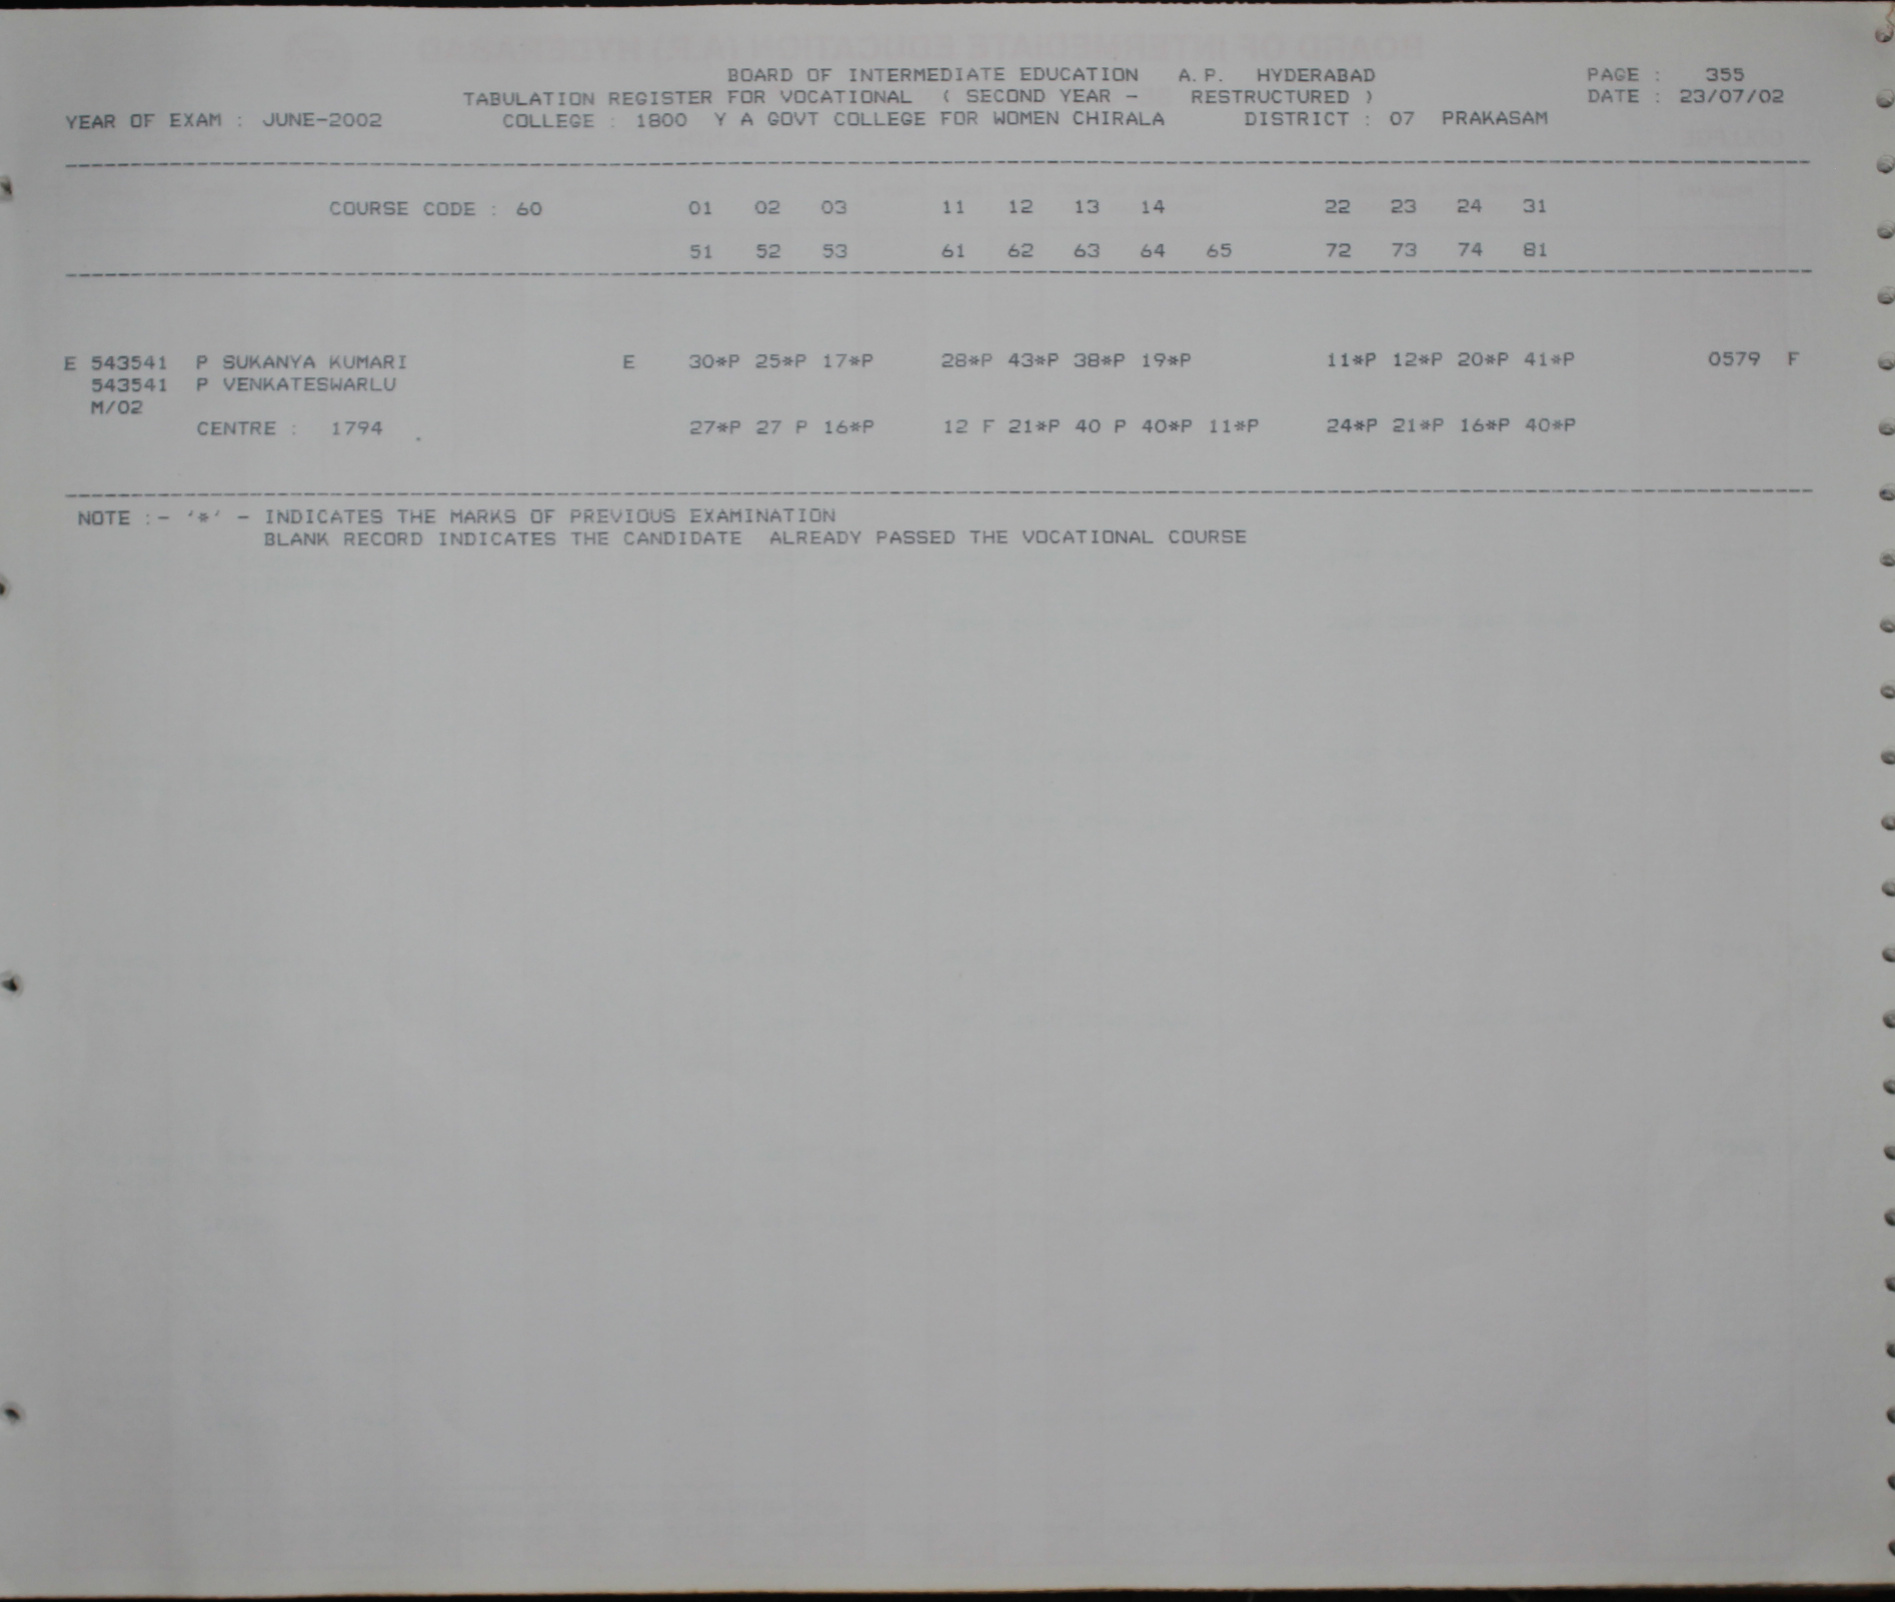 BOARD OF INTERMEDIATE EDUCATION A.P. HYDERABAD PAGE : 355
TABULATION REGISTER FOR VOCATIONAL ( SECOND YEAR - RESTRUCTURED ) DATE : 23/07/02
YEAR OF EXAM : JUNE-2002 COLLEGE : 1800 Y A GOVT COLLEGE FOR WOMEN CHIRALA DISTRICT : 07 PRAKASAM
COURSE CODE : 60 01 02 03 11 12 13 14 22 23 24 31
51 52 53 61 62 63 64 65 72 73 74 81
E 543541 P SUKANYA KUMARI E 30*P 25*P 17*P 28*P 43*P 38*P 19*P 11*P 12*P 20*P 41*P 0579 F
543541 P VENKATESWARLU
M/02
CENTRE : 1794 27*P 27 P 16*P 12 F 21*P 40 P 40*P 11*P 24*P 21*P 16*P 40*P
NOTE :- '*' - INDICATES THE MARKS OF PREVIOUS EXAMINATION
BLANK RECORD INDICATES THE CANDIDATE ALREADY PASSED THE VOCATIONAL COURSE